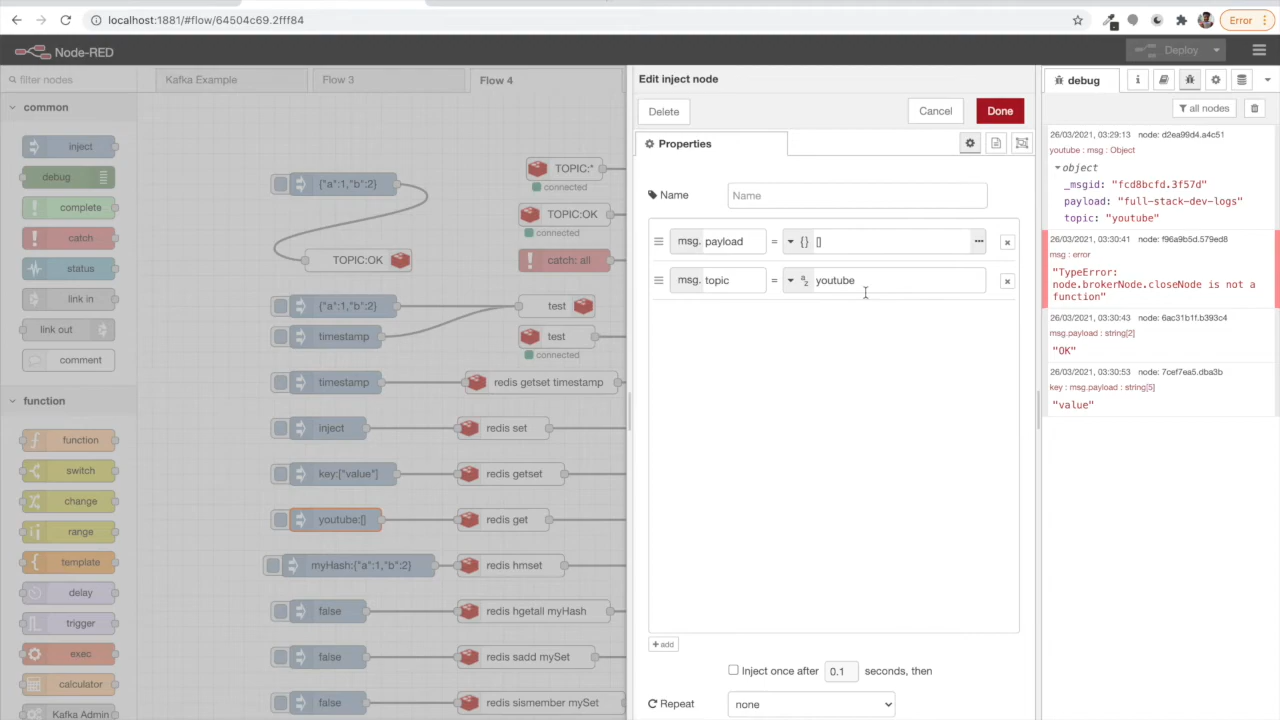 localhost:1881/#flow/64504c69.2fff84
Error
Node-RED
Deploy
filter nodes
Kafka Example
Flow 3
Flow 4
common
inject
debug
complete
catch
status
link in
link out
comment
function
function
switch
change
range
template
delay
trigger
exec
calculator
Kafka Admin
{"a":1,"b":2}
TOPIC:OK
{"a":1,"b":2}
timestamp
timestamp
inject
key:["value"]
youtube:[]
myHash:{"a":1,"b":2}
false
false
false
TOPIC:*
connected
TOPIC:OK
connected
catch: all
test
test
connected
redis getset timestamp
redis set
redis getset
redis get
redis hmset
redis hgetall myHash
redis sadd mySet
redis sismember mySet
Edit inject node
Delete
Cancel
Done
Properties
Name
Name
msg. payload = {} []
msg. topic = az youtube
add
Inject once after 0.1 seconds, then
Repeat none
debug
all nodes
26/03/2021, 03:29:13 node: d2ea99d4.a4c51
youtube : msg : Object
object
_msgid: "fcd8bcfd.3f57d"
payload: "full-stack-dev-logs"
topic: "youtube"
26/03/2021, 03:30:41 node: f96a9b5d.579ed8
msg : error
"TypeError:
node.brokerNode.closeNode is not a
function"
26/03/2021, 03:30:43 node: 6ac31b1f.b393c4
msg.payload : string[2]
"OK"
26/03/2021, 03:30:53 node: 7cef7ea5.dba3b
key : msg.payload : string[5]
"value"